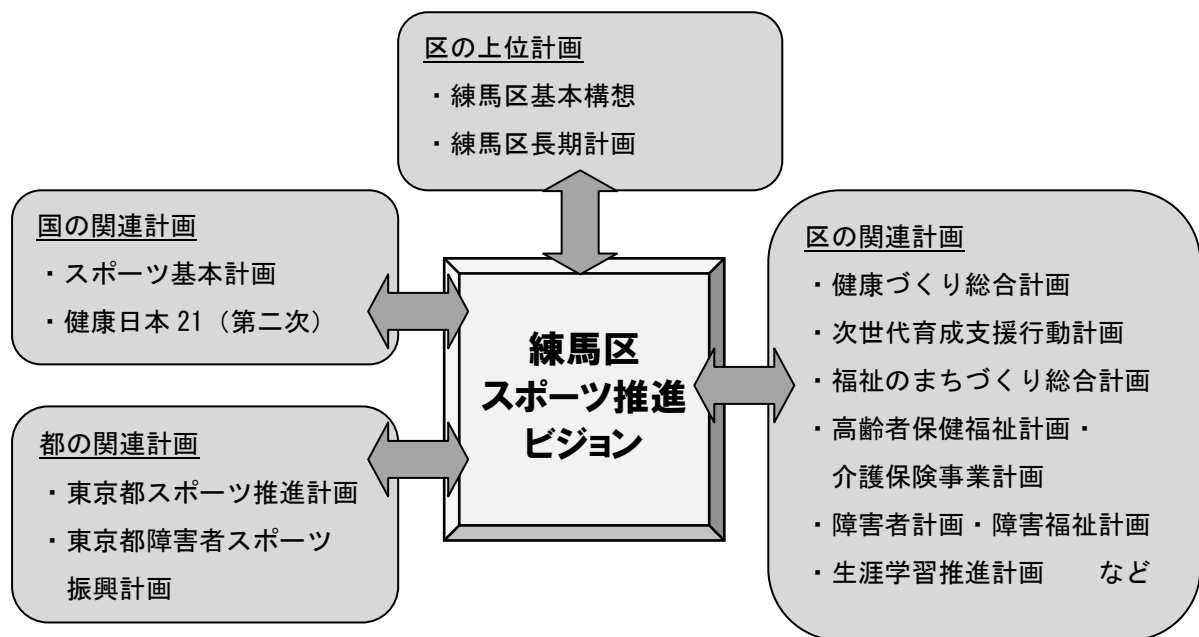 区の上位計画
・練馬区基本構想
・練馬区長期計画
国の関連計画
・スポーツ基本計画
・健康日本 21（第二次）
都の関連計画
・東京都スポーツ推進計画
・東京都障害者スポーツ
振興計画
練馬区
スポーツ推進
ビジョン
区の関連計画
・健康づくり総合計画
・次世代育成支援行動計画
・福祉のまちづくり総合計画
・高齢者保健福祉計画・
介護保険事業計画
・障害者計画・障害福祉計画
・生涯学習推進計画　など